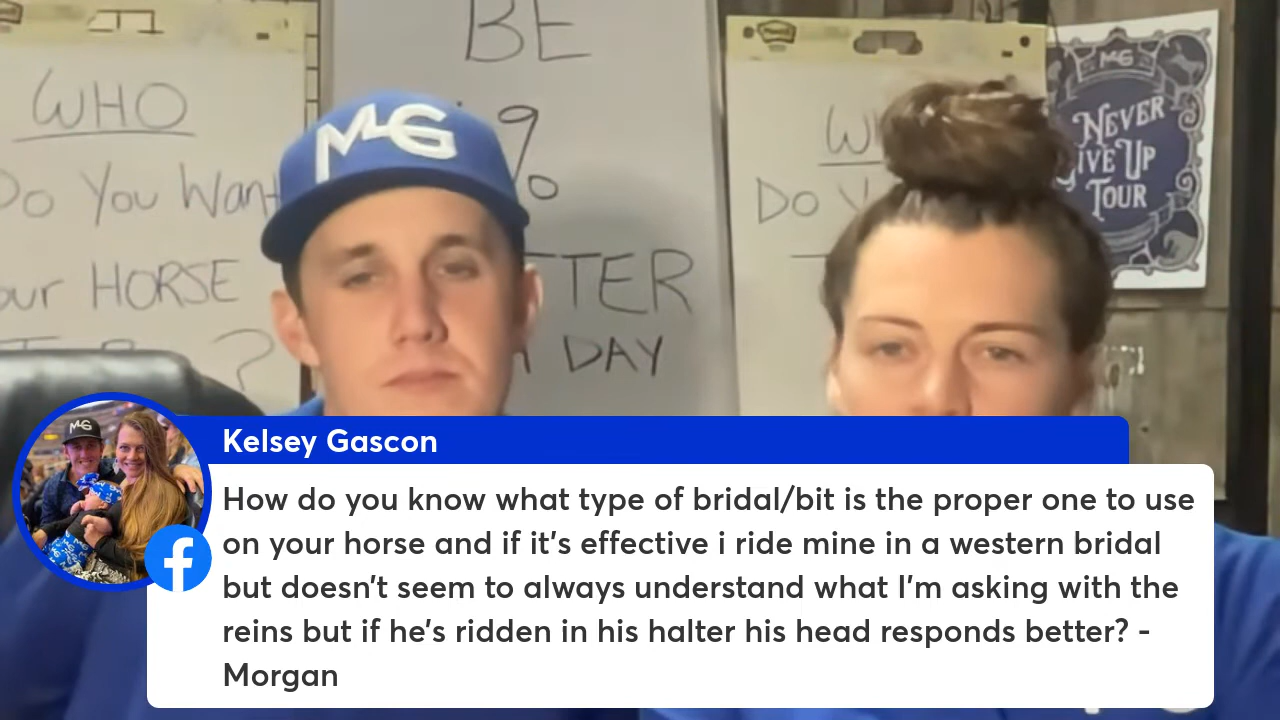 WHO
Do You Want
our HORSE
?
BE
%
TTER
DAY
DO
MG
MG
NEVER
GIVE UP
TOUR
MG
Kelsey Gascon
How do you know what type of bridal/bit is the proper one to use
on your horse and if it's effective i ride mine in a western bridal
but doesn't seem to always understand what I'm asking with the
reins but if he's ridden in his halter his head responds better? -
Morgan